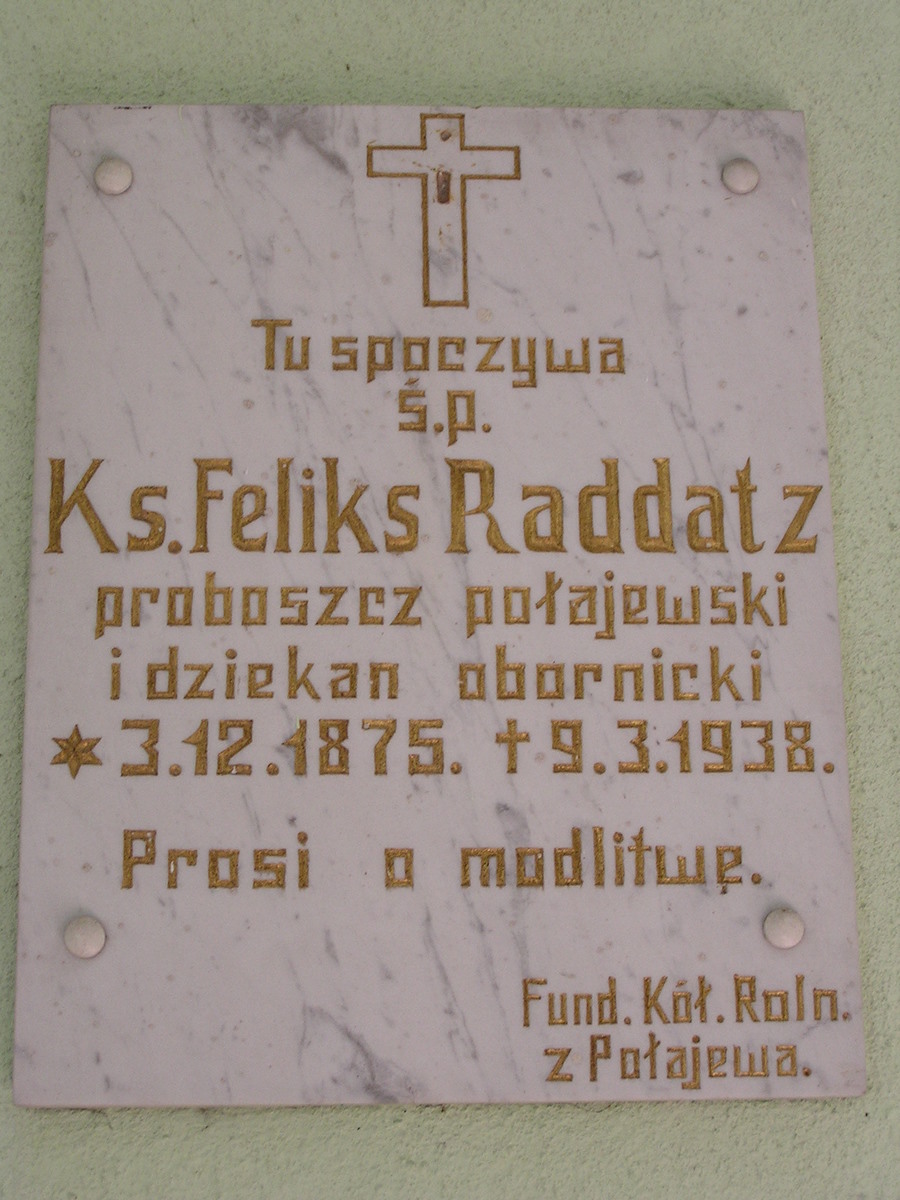 Tu spoczywa
ś.p.
Ks. Feliks Raddatz
proboszcz połajewski
i dziekan obornicki
✶ 3.12.1875. ✝ 9.3.1938.
Prosi o modlitwę.
Fund. Kół. Roln.
z Połajewa.